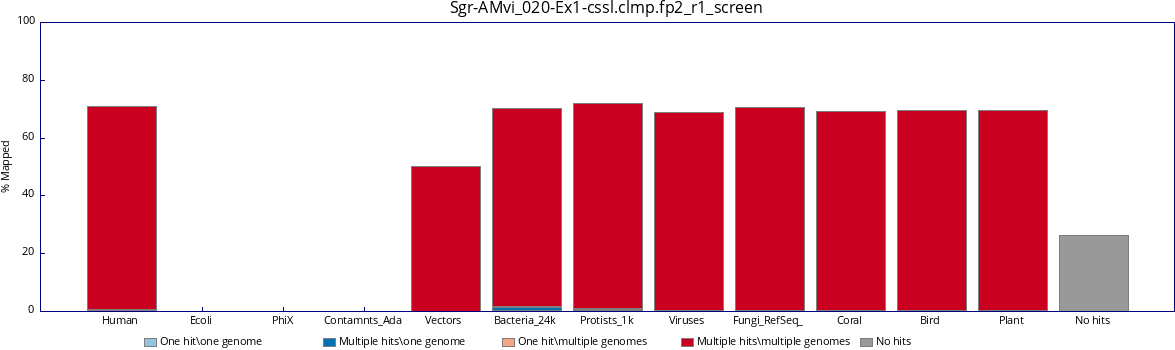 Sgr-AMvi_020-Ex1-cssl.clmp.fp2_r1_screen
100
80
60
40
20
0
% Mapped
Human Ecoli PhiX Contamnts_Ada Vectors Bacteria_24k Protists_1k Viruses Fungi_RefSeq_ Coral Bird Plant No hits
One hit\one genome Multiple hits\one genome One hit\multiple genomes Multiple hits\multiple genomes No hits